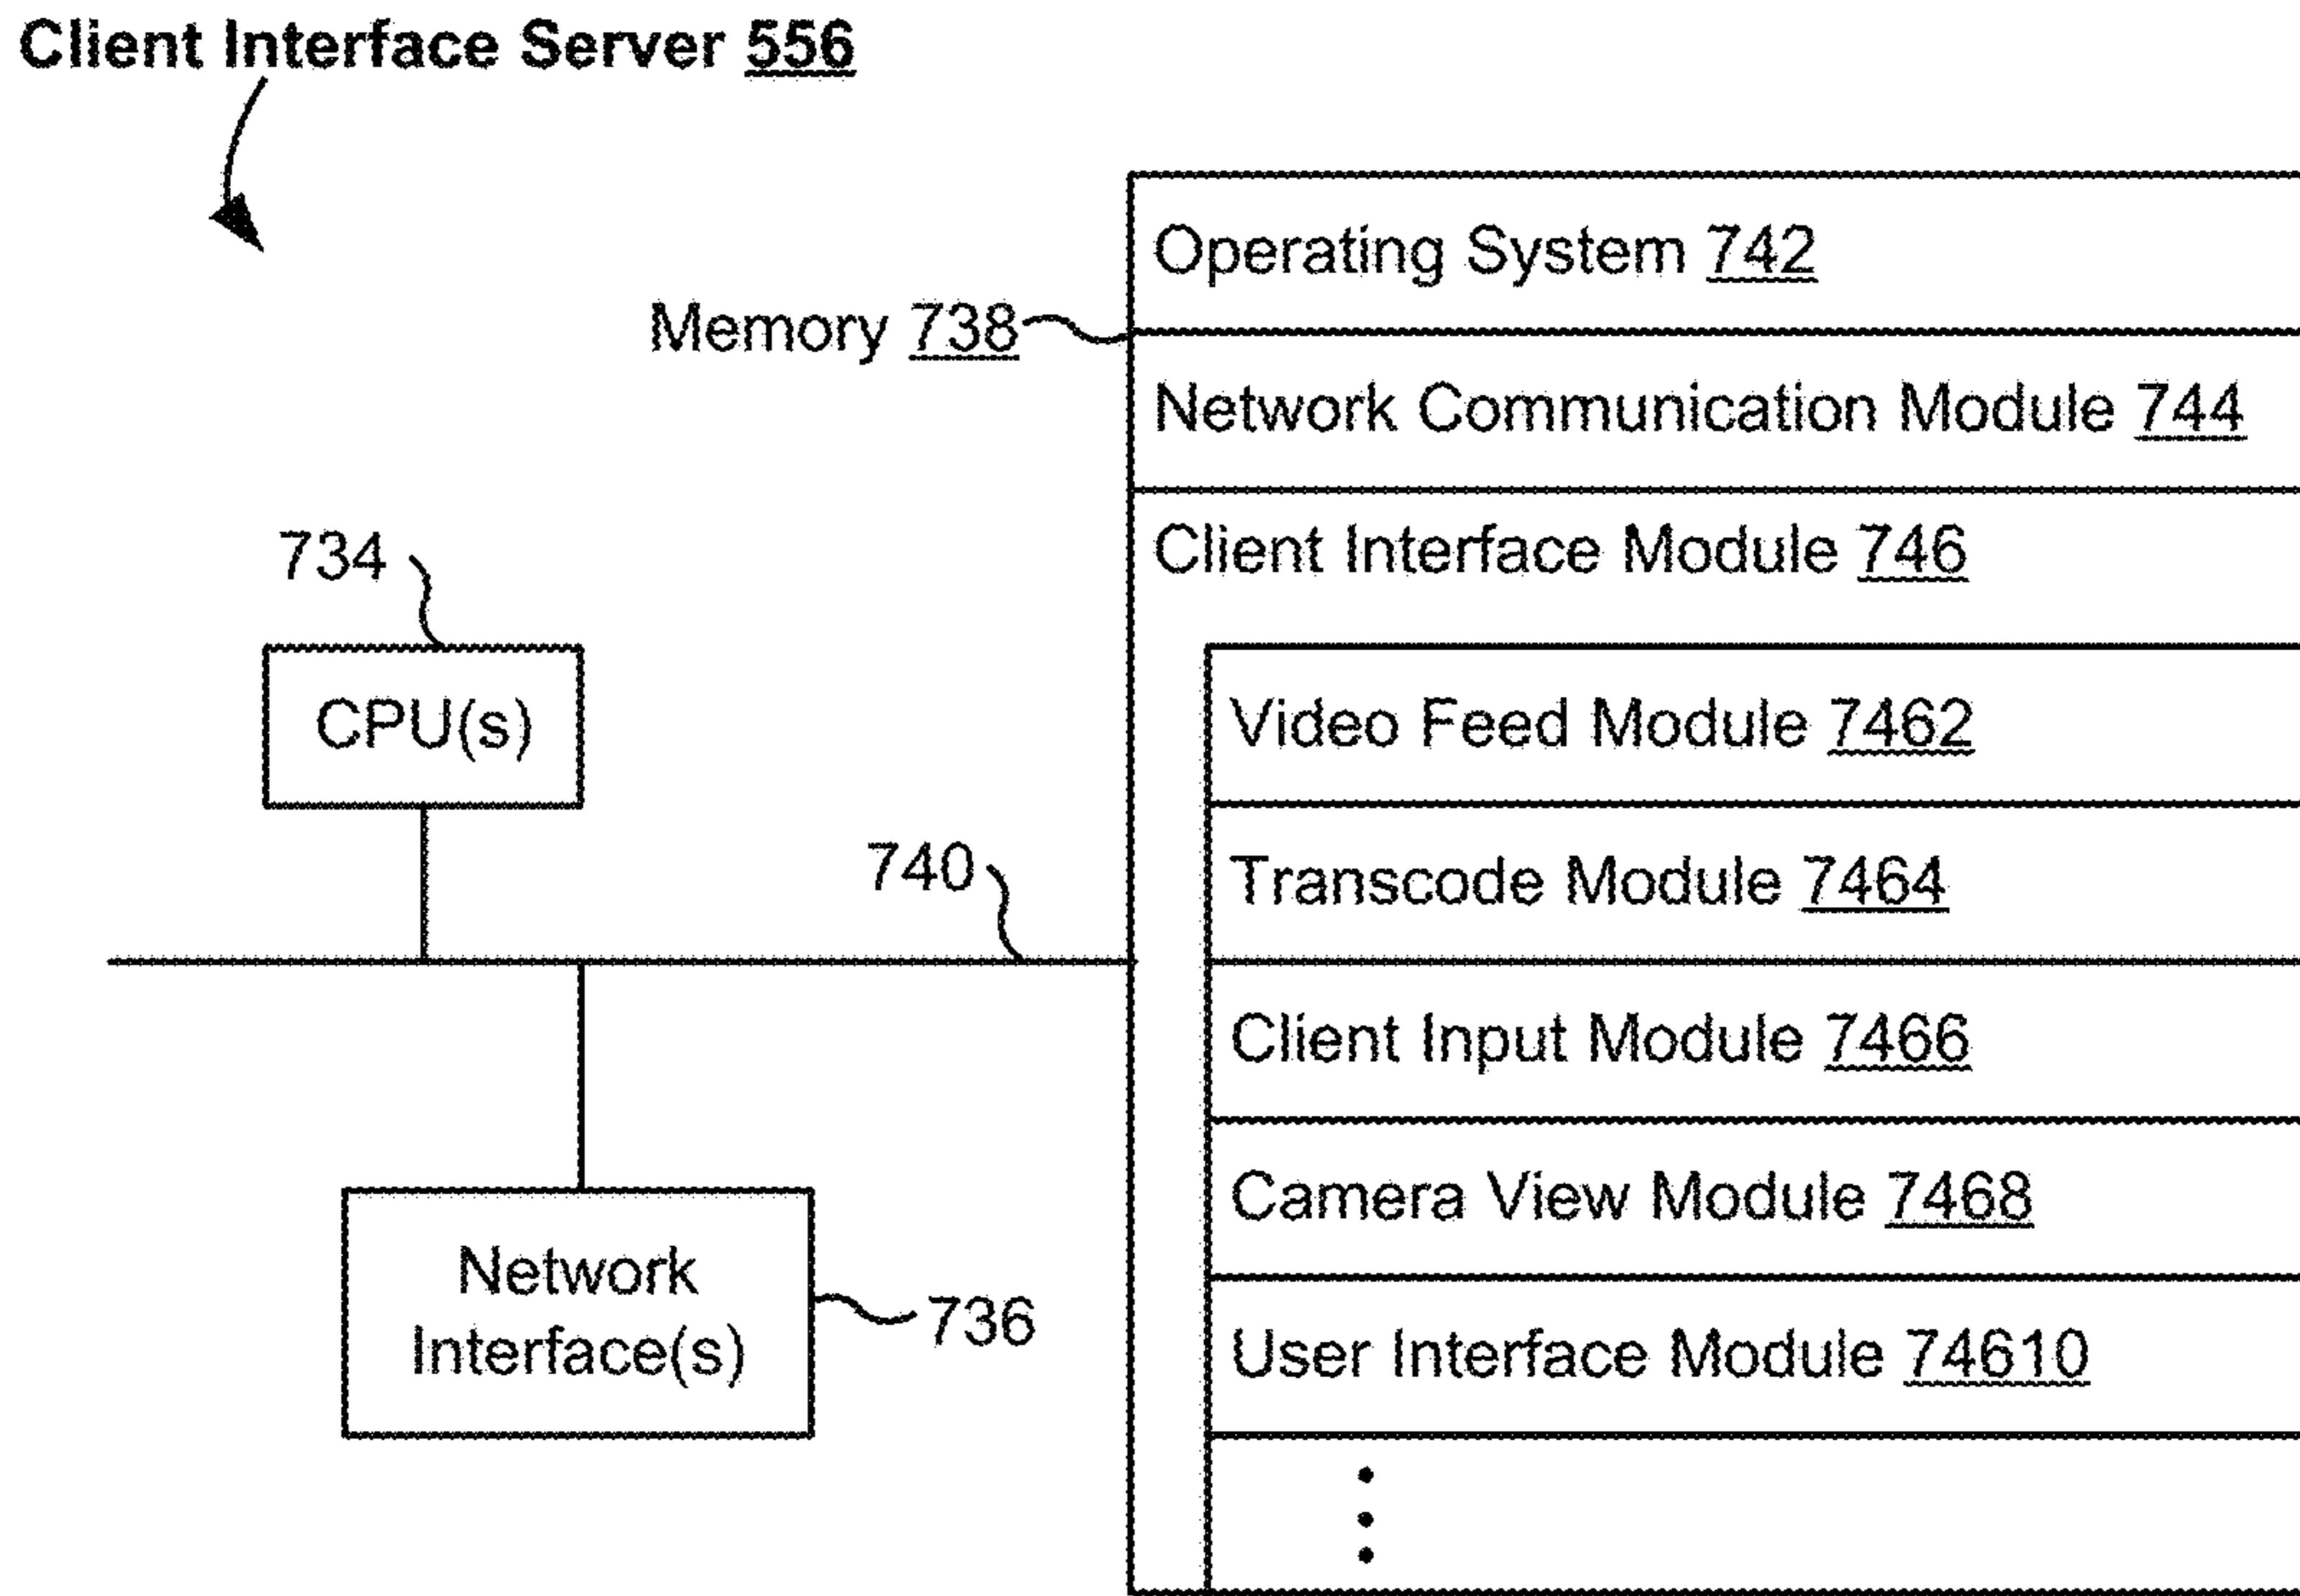 Client Interface Server 556
Operating System 742
Memory 738
Network Communication Module 744
Client Interface Module 746
734
CPU(s)
Video Feed Module 7462
740
Transcode Module 7464
Client Input Module 7466
Camera View Module 7468
Network
Interface(s)
736
User Interface Module 74610